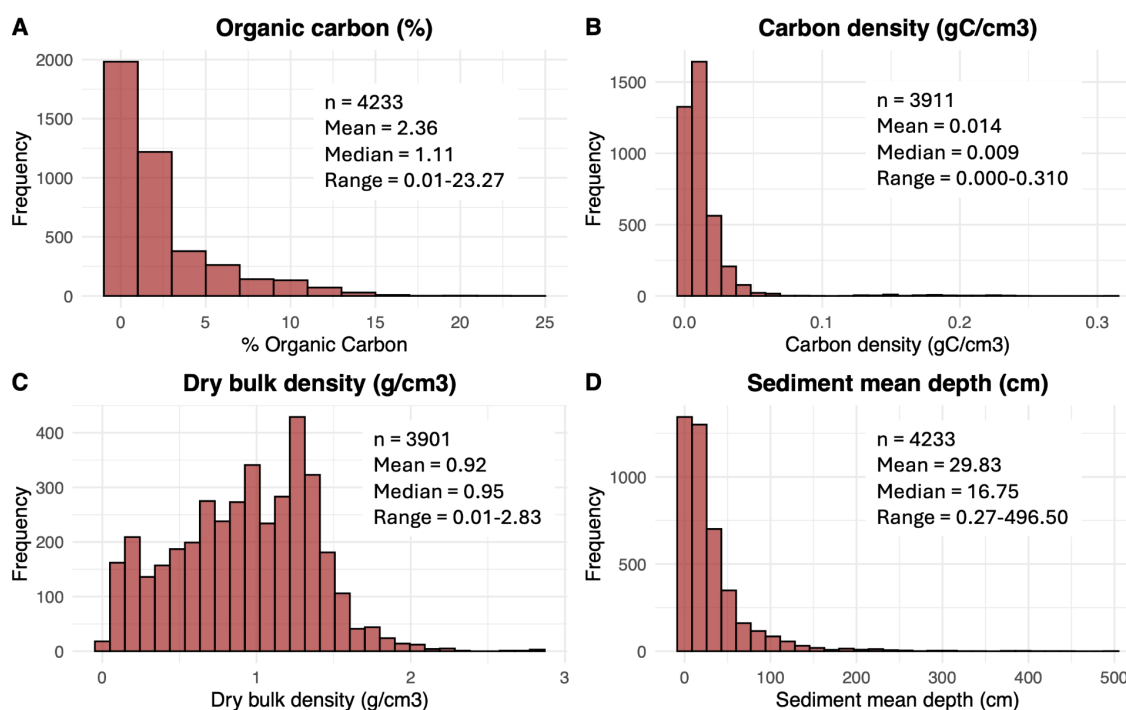 A
Organic carbon (%)
2000
1500
1000
500
0
Frequency
n = 4233
Mean = 2.36
Median = 1.11
Range = 0.01-23.27
0 5 10 15 20 25
% Organic Carbon
B
Carbon density (gC/cm3)
1500
1000
500
0
Frequency
n = 3911
Mean = 0.014
Median = 0.009
Range = 0.000-0.310
0.0 0.1 0.2 0.3
Carbon density (gC/cm3)
C
Dry bulk density (g/cm3)
400
300
200
100
0
Frequency
n = 3901
Mean = 0.92
Median = 0.95
Range = 0.01-2.83
0 1 2 3
Dry bulk density (g/cm3)
D
Sediment mean depth (cm)
1000
500
0
Frequency
n = 4233
Mean = 29.83
Median = 16.75
Range = 0.27-496.50
0 100 200 300 400 500
Sediment mean depth (cm)